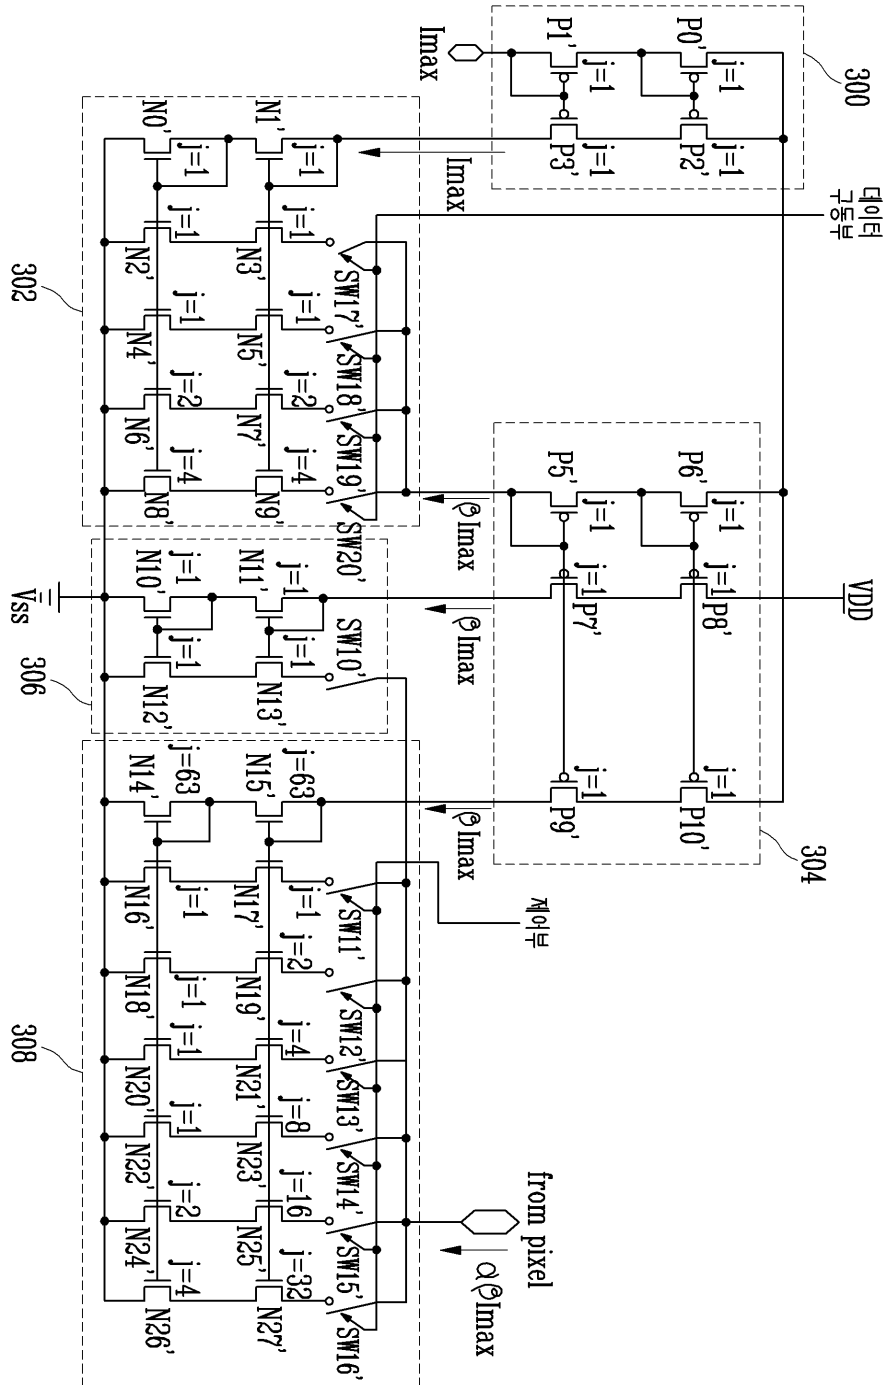 300
P0'
j=1
j=1
P2'
P1'
j=1
j=1
P3'
Imax
Imax
데이터
구동부
VDD
304
P6'
j=1
j=1
P8'
j=1
P10'
P5'
j=1
j=1
P7'
j=1
P9'
βImax
βImax
βImax
제어부
from pixel
αβImax
SW17'
SW18'
SW19'
SW20'
N1'
j=1
j=1
N3'
j=1
N5'
j=2
N7'
j=4
N9'
N0'
j=1
j=1
N2'
j=1
N4'
j=2
N6'
j=4
N8'
302
SW10'
j=1
N11'
j=1
N13'
j=1
N10'
j=1
N12'
Vss
306
SW11'
SW12'
SW13'
SW14'
SW15'
SW16'
j=63
N15'
j=1
N17'
j=2
N19'
j=4
N21'
j=8
N23'
j=16
N25'
j=32
N27'
j=63
N14'
j=1
N16'
j=1
N18'
j=1
N20'
j=1
N22'
j=2
N24'
j=4
N26'
308